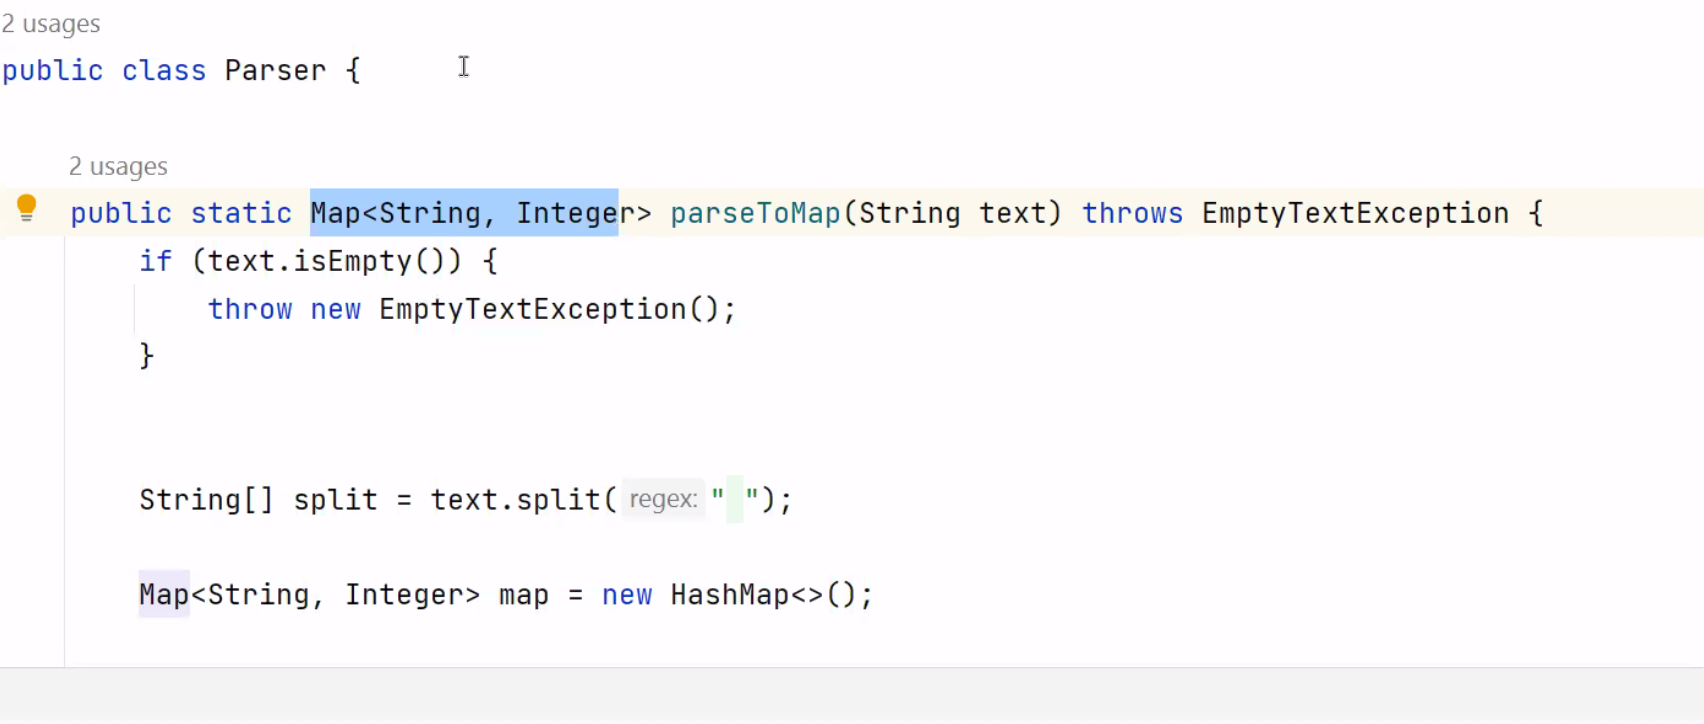 2 usages
public class Parser {
2 usages
public static Map<String, Integer> parseToMap(String text) throws EmptyTextException {
if (text.isEmpty()) {
throw new EmptyTextException();
}
String[] split = text.split( regex: " ");
Map<String, Integer> map = new HashMap<>();